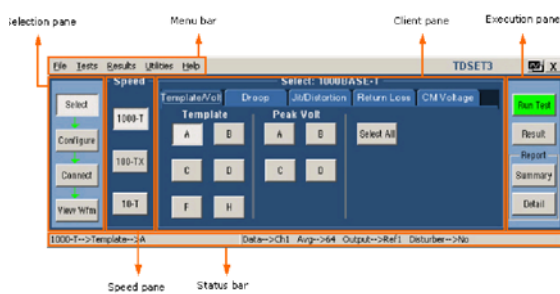 Selection pane
Menu bar
Client pane
Execution pane
File Tests Results Utilities Help
TDSET3
X
Speed
Select: 1000BASE-T
Template/Volt Droop Jit/Distortion Return Loss CM Voltage
Select
Configure
Connect
View Wfm
1000-T
100-TX
10-T
Template
A B
C D
F H
Peak Volt
A B
C D
Select All
Run Test
Result
Report
Summary
Detail
1000-T-->Template-->A
Data-->Ch1 Avg-->64 Output-->Ref1 Disturber-->No
Speed pane
Status bar